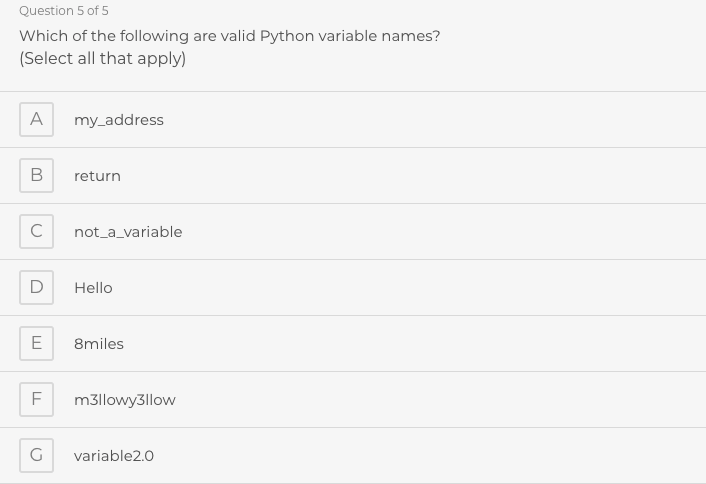 Question 5 of 5
Which of the following are valid Python variable names?
(Select all that apply)
A my_address
B return
C not_a_variable
D Hello
E 8miles
F m3llowy3llow
G variable2.0